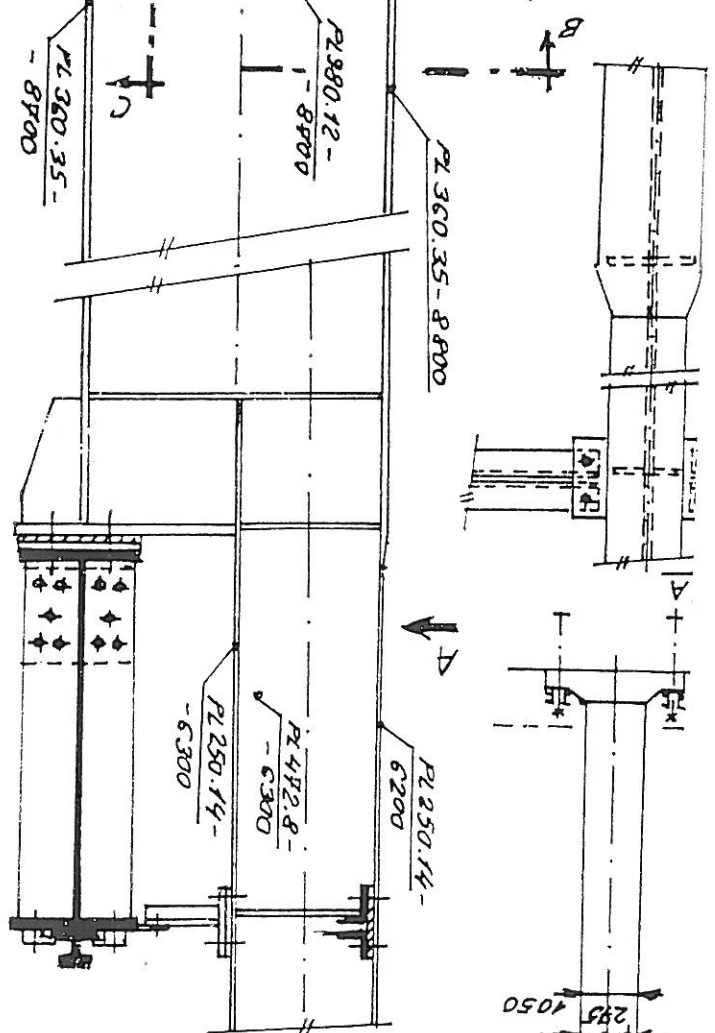 B
PL 360.35-
- 8800
C
PL 980.12 -
- 8800
PL 360.35 - 8800
A
A
PL 250.14 -
- 6300
PL 472.8 -
- 6300
PL 250.14 -
6200
295
1050